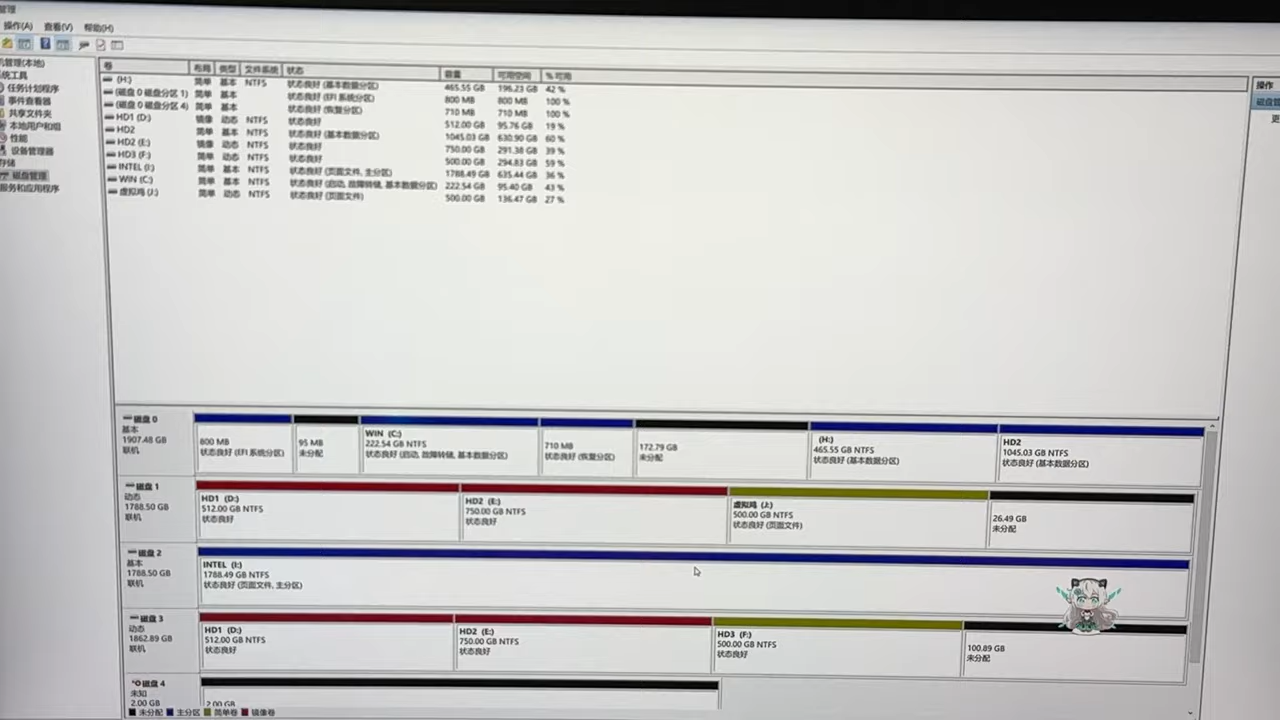 管理
操作(A) 查看(V) 帮助(H)
机管理(本地)
系统工具
任务计划程序
事件查看器
共享文件夹
本地用户和组
性能
设备管理器
存储
磁盘管理
服务和应用程序
卷 布局 类型 文件系统 状态 容量 可用空间 % 可用
(H:) 简单 基本 NTFS 状态良好 (基本数据分区) 465.55 GB 196.23 GB 42 %
(磁盘 0 磁盘分区 1) 简单 基本 状态良好 (EFI 系统分区) 800 MB 800 MB 100 %
(磁盘 0 磁盘分区 4) 简单 基本 状态良好 (恢复分区) 710 MB 710 MB 100 %
HD1 (D:) 镜像 动态 NTFS 状态良好 512.00 GB 95.76 GB 19 %
HD2 简单 基本 NTFS 状态良好 (基本数据分区) 1045.03 GB 630.90 GB 60 %
HD2 (E:) 镜像 动态 NTFS 状态良好 750.00 GB 291.38 GB 39 %
HD3 (F:) 简单 动态 NTFS 状态良好 500.00 GB 294.83 GB 59 %
INTEL (I:) 简单 基本 NTFS 状态良好 (页面文件, 主分区) 1788.49 GB 635.44 GB 36 %
WIN (C:) 简单 基本 NTFS 状态良好 (启动, 故障转储, 基本数据分区) 222.54 GB 95.40 GB 43 %
虚拟鸡 (J:) 简单 动态 NTFS 状态良好 (页面文件) 500.00 GB 136.47 GB 27 %
操作
磁盘管
更
磁盘 0
基本
1907.48 GB
联机
800 MB
状态良好 (EFI 系统分区)
95 MB
未分配
WIN (C:)
222.54 GB NTFS
状态良好 (启动, 故障转储, 基本数据分区)
710 MB
状态良好 (恢复分区)
172.79 GB
未分配
(H:)
465.55 GB NTFS
状态良好 (基本数据分区)
HD2
1045.03 GB NTFS
状态良好 (基本数据分区)
磁盘 1
动态
1788.50 GB
联机
HD1 (D:)
512.00 GB NTFS
状态良好
HD2 (E:)
750.00 GB NTFS
状态良好
虚拟鸡 (J:)
500.00 GB NTFS
状态良好 (页面文件)
26.49 GB
未分配
磁盘 2
基本
1788.50 GB
联机
INTEL (I:)
1788.49 GB NTFS
状态良好 (页面文件, 主分区)
磁盘 3
动态
1862.89 GB
联机
HD1 (D:)
512.00 GB NTFS
状态良好
HD2 (E:)
750.00 GB NTFS
状态良好
HD3 (F:)
500.00 GB NTFS
状态良好
100.89 GB
未分配
磁盘 4
未知
2.00 GB
2.00 GB
未分配 主分区 简单卷 镜像卷